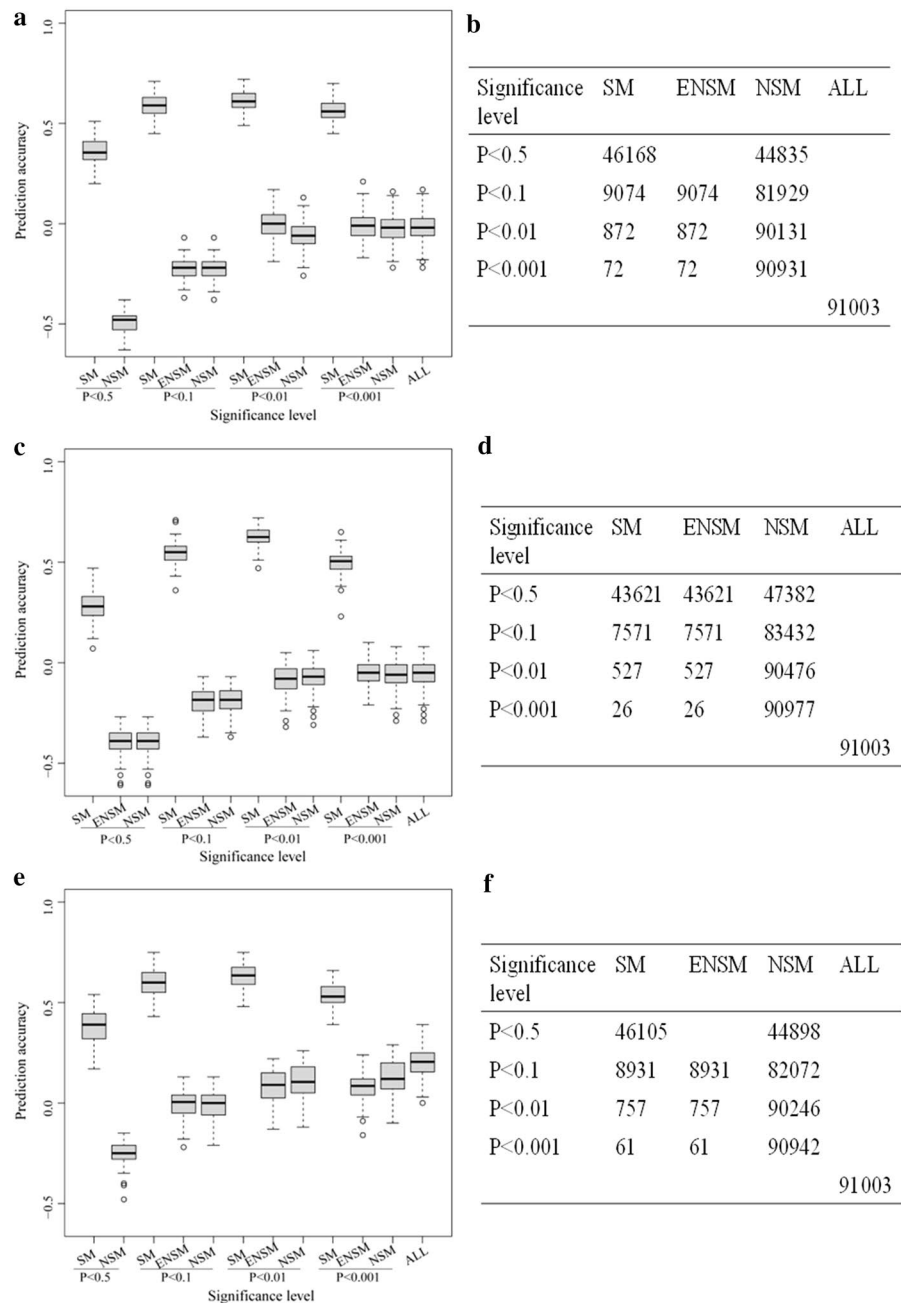 a
1.0
0.5
0.0
−0.5
Prediction accuracy
SM
NSM
SM
ENSM
NSM
SM
ENSM
NSM
SM
ENSM
NSM
ALL
P<0.5
P<0.1
P<0.01
P<0.001
Significance level
b
Significance level SM ENSM NSM ALL
P<0.5 46168 44835
P<0.1 9074 9074 81929
P<0.01 872 872 90131
P<0.001 72 72 90931
91003
c
1.0
0.5
0.0
−0.5
Prediction accuracy
SM
ENSM
NSM
SM
ENSM
NSM
SM
ENSM
NSM
SM
ENSM
NSM
ALL
P<0.5
P<0.1
P<0.01
P<0.001
Significance level
d
Significance level SM ENSM NSM ALL
P<0.5 43621 43621 47382
P<0.1 7571 7571 83432
P<0.01 527 527 90476
P<0.001 26 26 90977
91003
e
1.0
0.5
0.0
−0.5
Prediction accuracy
SM
NSM
SM
ENSM
NSM
SM
ENSM
NSM
SM
ENSM
NSM
ALL
P<0.5
P<0.1
P<0.01
P<0.001
Significance level
f
Significance level SM ENSM NSM ALL
P<0.5 46105 44898
P<0.1 8931 8931 82072
P<0.01 757 757 90246
P<0.001 61 61 90942
91003